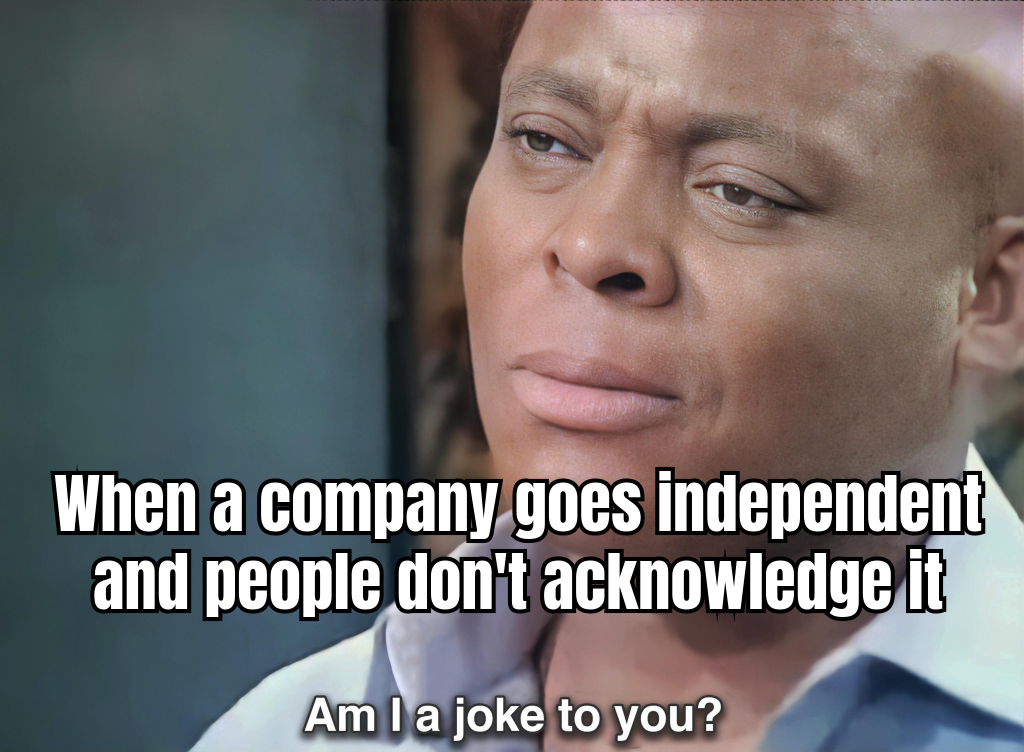 When a company goes independent
and people don't acknowledge it
Am I a joke to you?